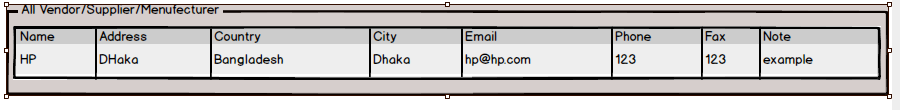 All Vendor/Supplier/Menufecturer
Name Address Country City Email Phone Fax Note
HP DHaka Bangladesh Dhaka hp@hp.com 123 123 example